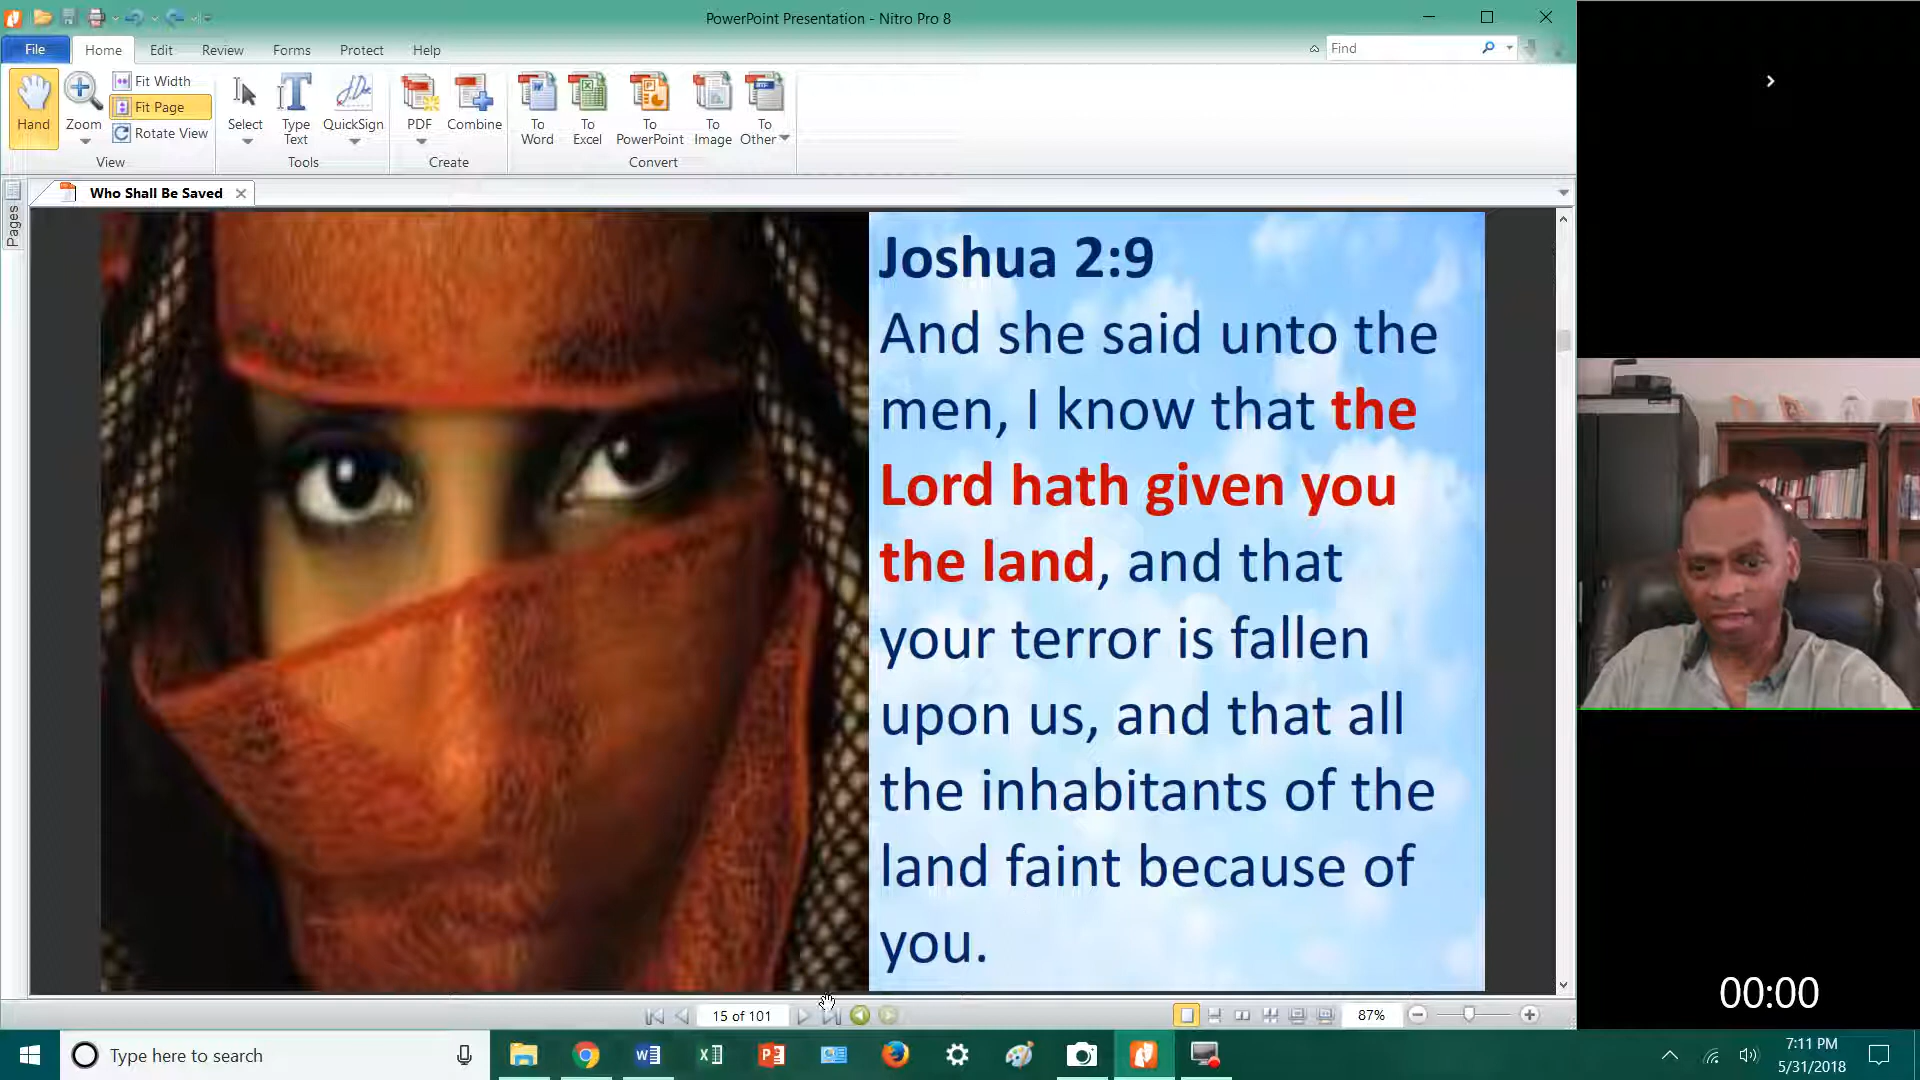 PowerPoint Presentation - Nitro Pro 8
File
Home
Edit
Review
Forms
Protect
Help
Find
Hand
Zoom
Fit Width
Fit Page
Rotate View
View
Select
Type Text
QuickSign
Tools
PDF
Combine
Create
To Word
To Excel
To PowerPoint
To Image
To Other
Convert
Who Shall Be Saved
Pages
Joshua 2:9
And she said unto the
men, I know that the
Lord hath given you
the land, and that
your terror is fallen
upon us, and that all
the inhabitants of the
land faint because of
you.
00:00
15 of 101
87%
Type here to search
7:11 PM
5/31/2018